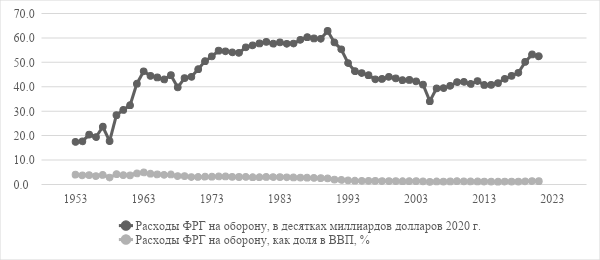 70.0
60.0
50.0
40.0
30.0
20.0
10.0
0.0
1953 1963 1973 1983 1993 2003 2013 2023
Расходы ФРГ на оборону, в десятках миллиардов долларов 2020 г.
Расходы ФРГ на оборону, как доля в ВВП, %